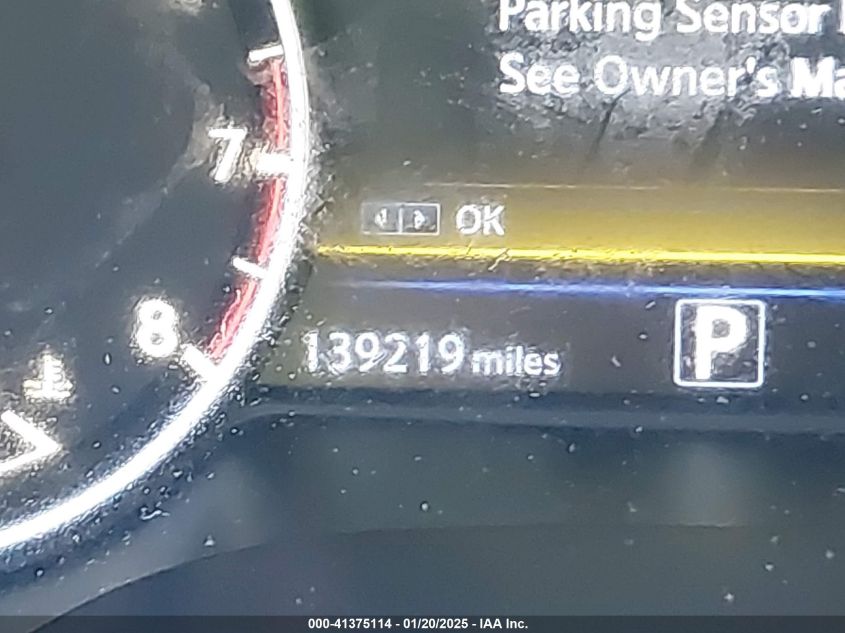 Parking Sensor
See Owner's
7
OK
8
139219 miles
P
000-41375114 - 01/20/2025 - IAA Inc.